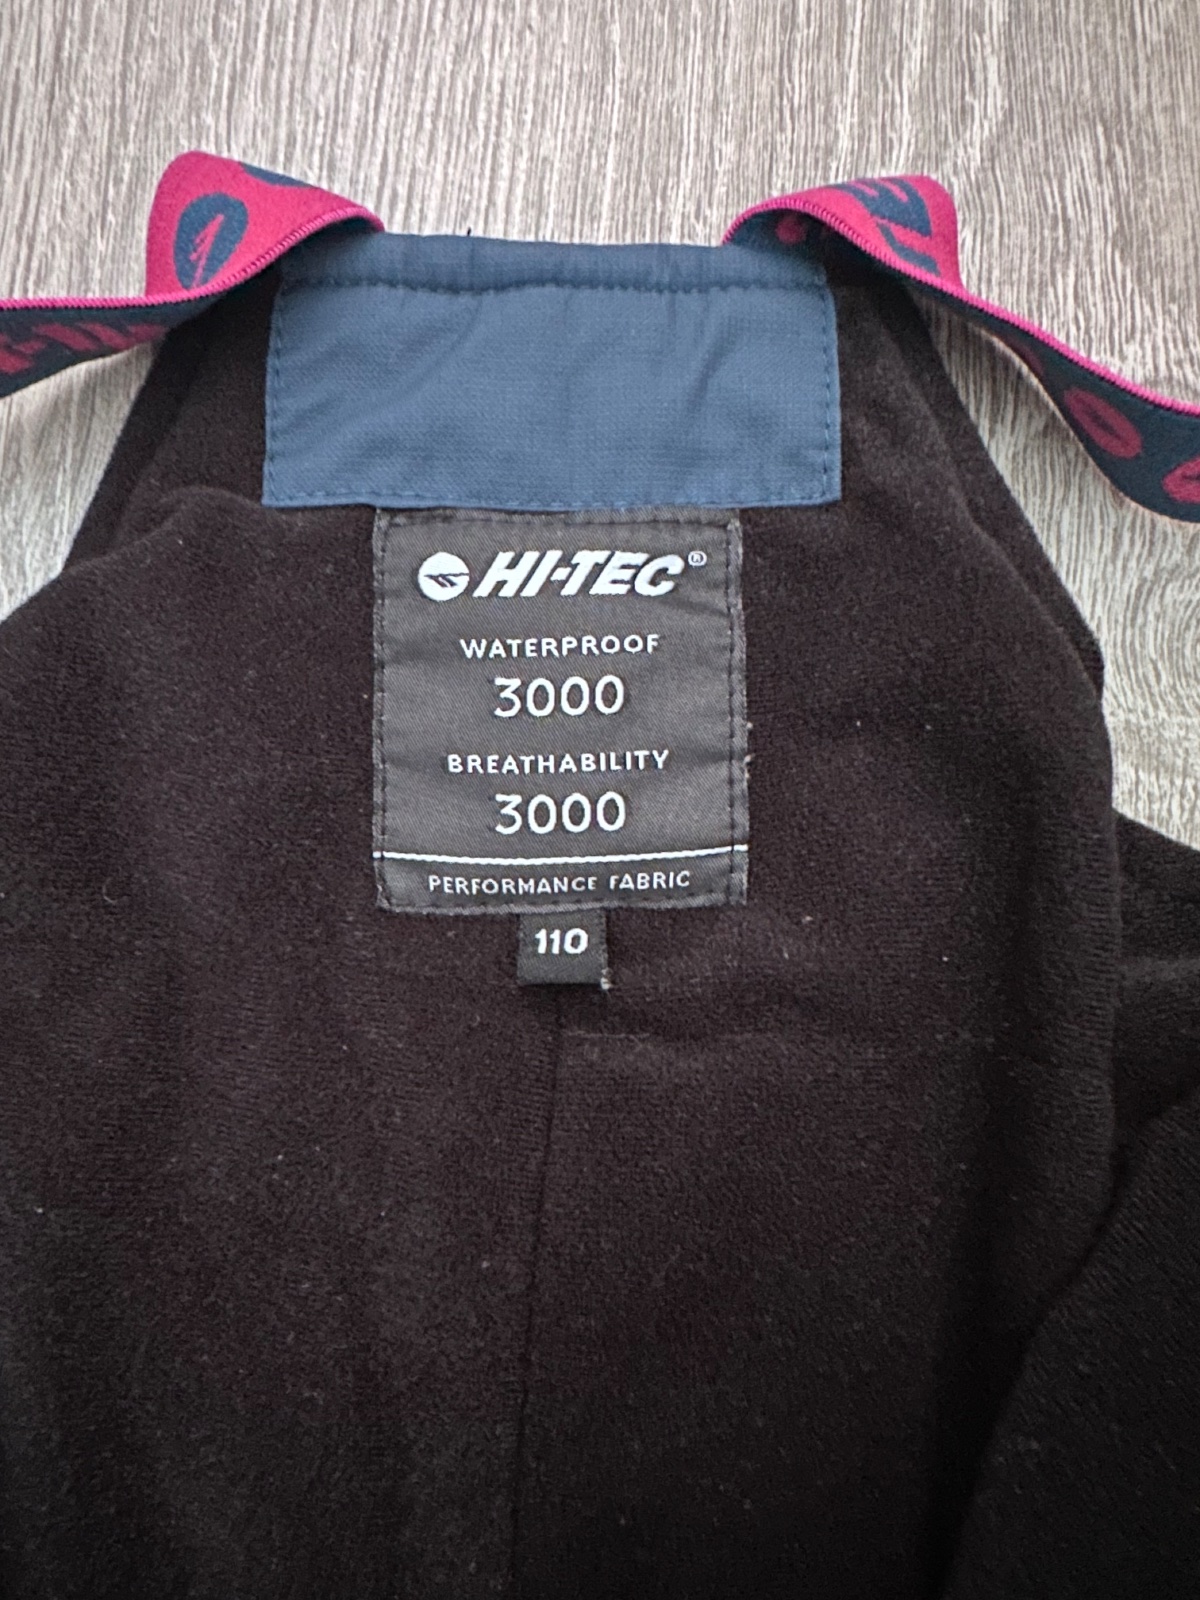 HI-TEC®
WATERPROOF
3000
BREATHABILITY
3000
PERFORMANCE FABRIC
110